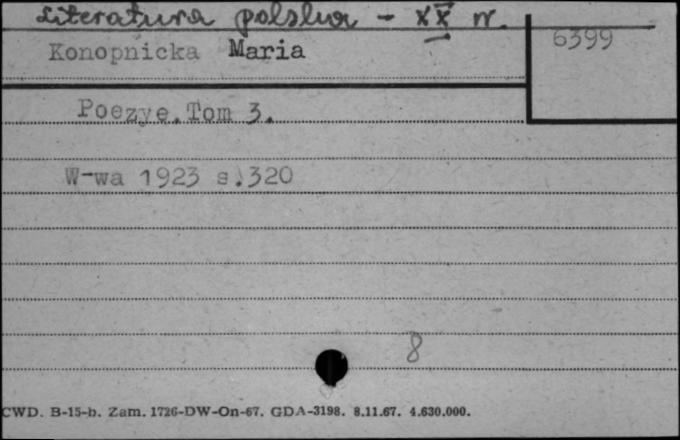 Literatura polska - XX w.
6399
Konopnicka Maria
Poezye. Tom 3.
W-wa 1923 s.320
8
CWD. B-15-b. Zam. 1726-DW-On-67. GDA-3198. 8.11.67. 4.630.000.